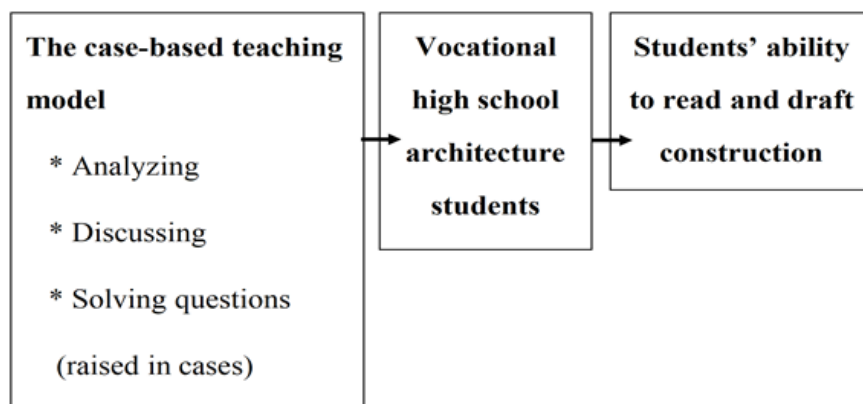 The case-based teaching
model
* Analyzing
* Discussing
* Solving questions
(raised in cases)
Vocational
high school
architecture
students
Students’ ability
to read and draft
construction